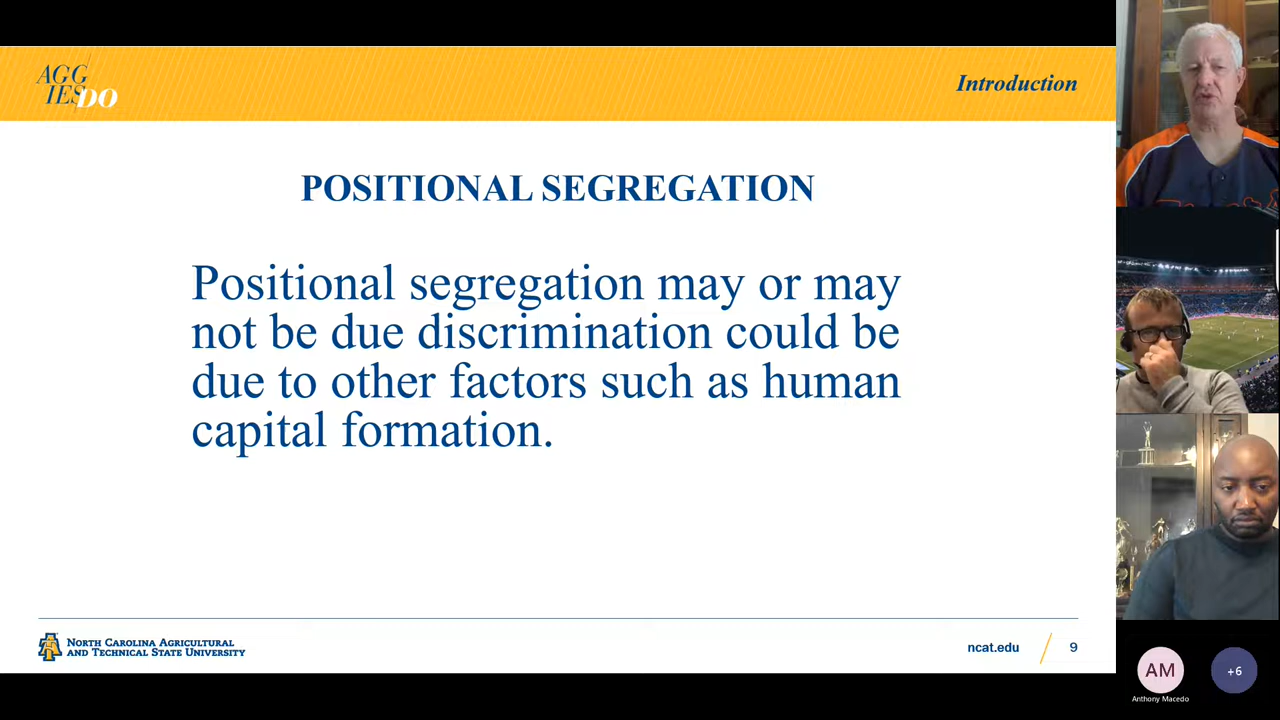 AGG
IESDO
Introduction
POSITIONAL SEGREGATION
Positional segregation may or may
not be due discrimination could be
due to other factors such as human
capital formation.
NORTH CAROLINA AGRICULTURAL
AND TECHNICAL STATE UNIVERSITY
ncat.edu
9
AM
+6
Anthony Macedo